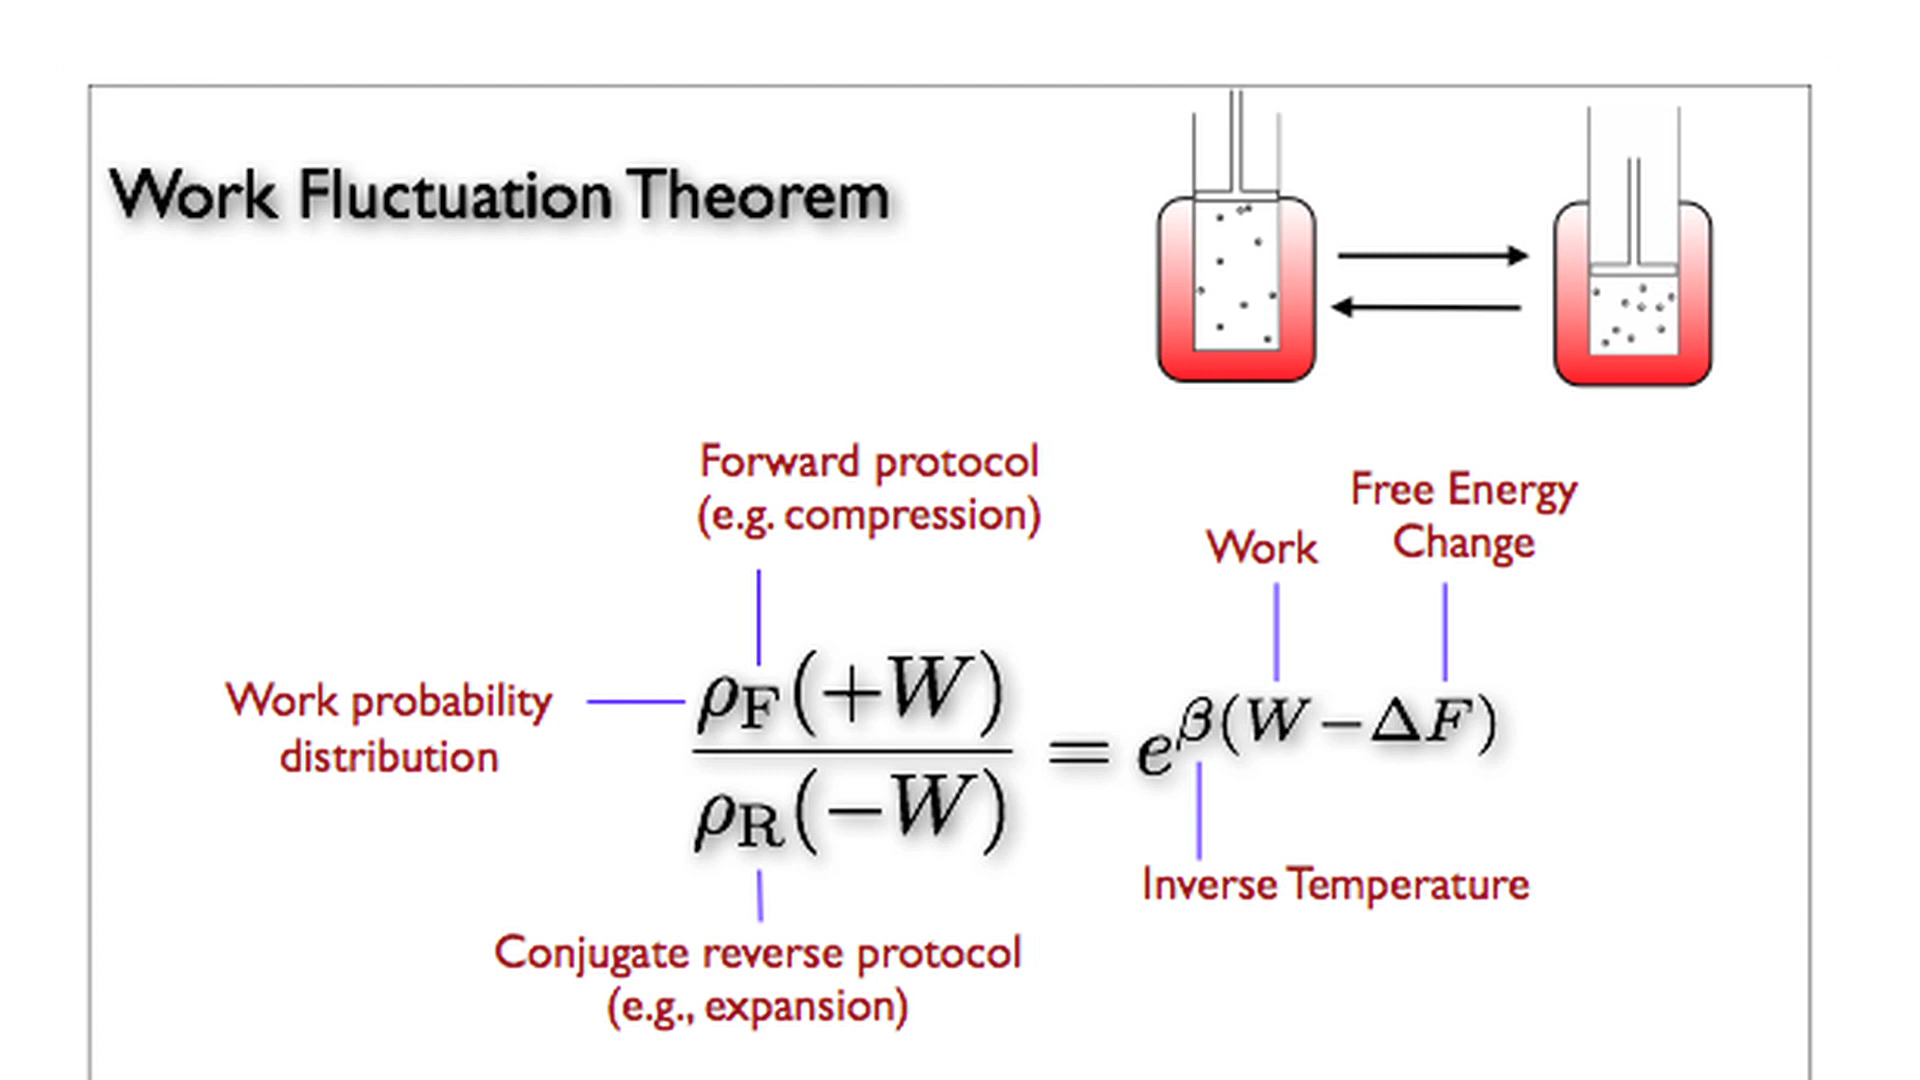 Work Fluctuation Theorem
Forward protocol
(e.g. compression)
Free Energy
Change
Work
Work probability
distribution
ρF(+W)
ρR(−W)
= e^β(W−ΔF)
Inverse Temperature
Conjugate reverse protocol
(e.g., expansion)